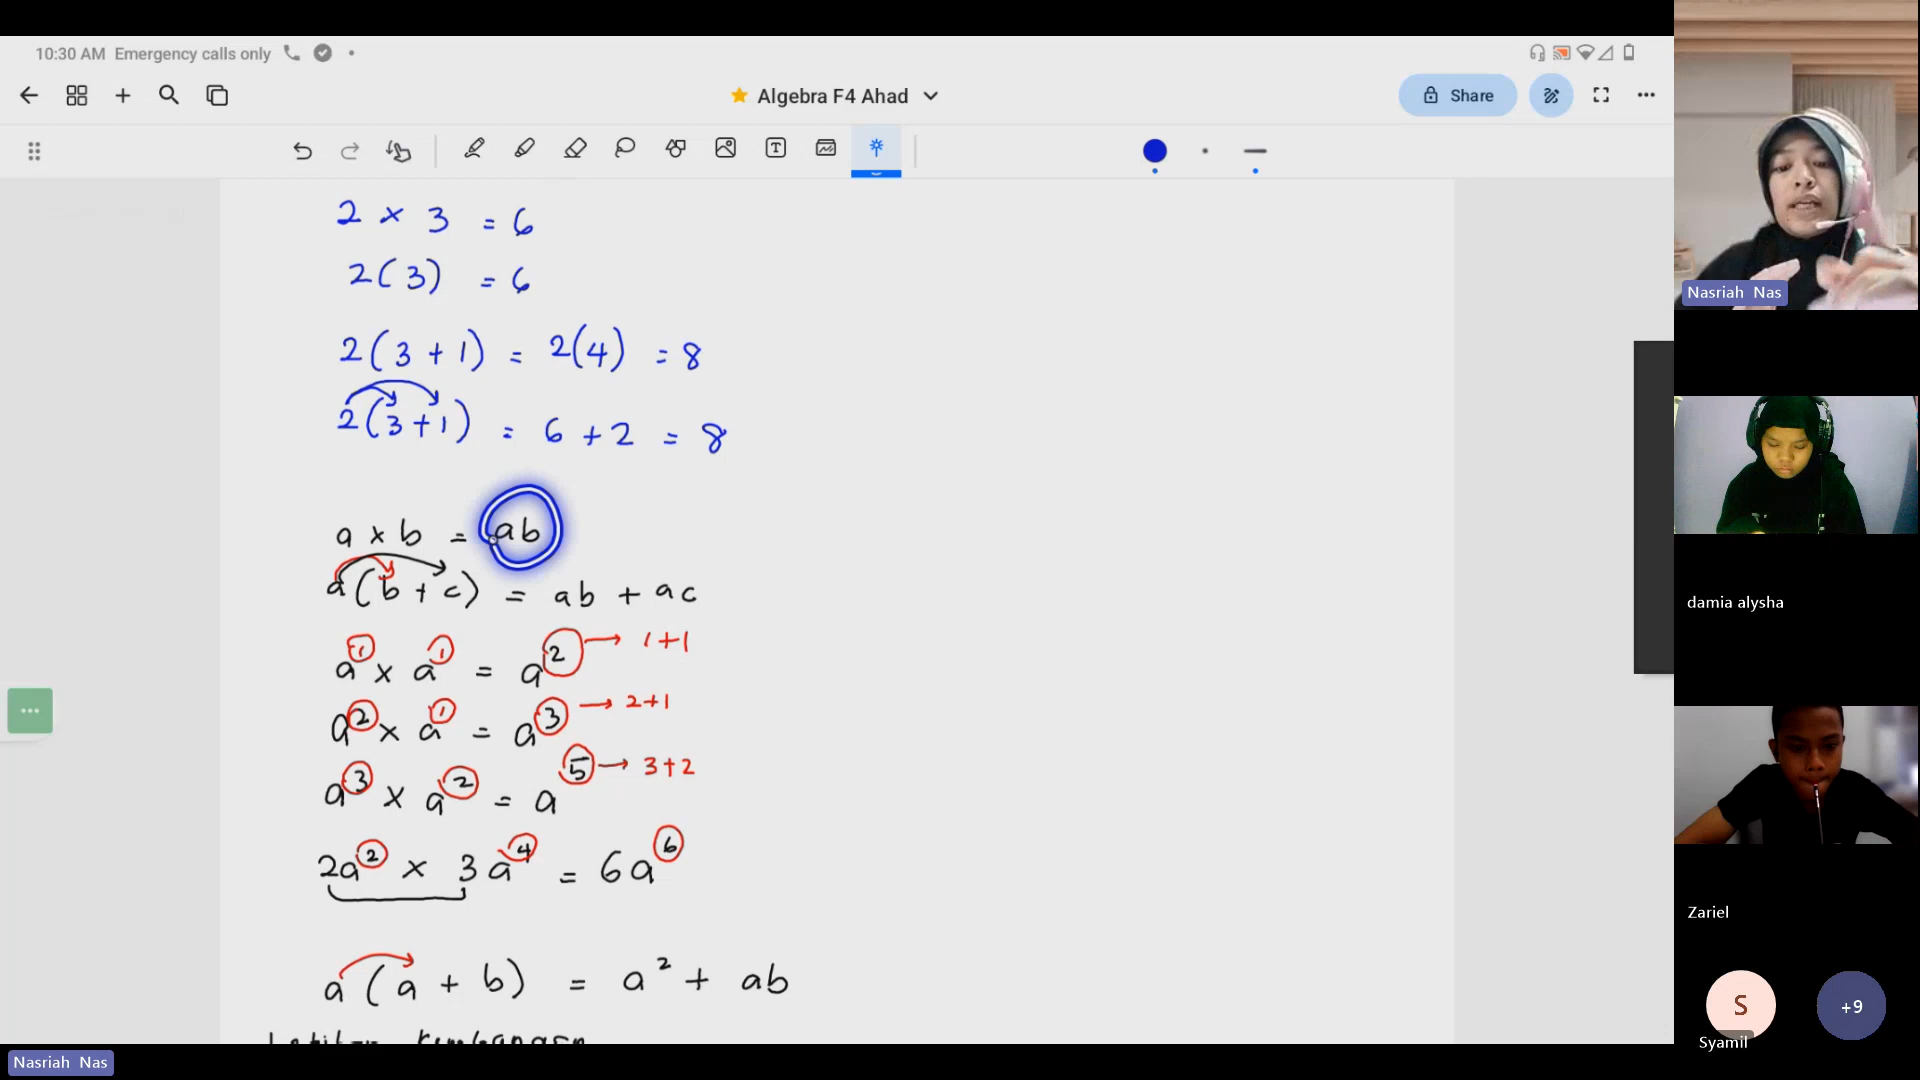 10:30 AM Emergency calls only
Algebra F4 Ahad
Share
2 × 3 = 6
2(3) = 6
2(3+1) = 2(4) = 8
2(3+1) = 6+2 = 8
a × b = ab
a(b+c) = ab + ac
a¹ × a¹ = a² → 1+1
a² × a¹ = a³ → 2+1
a³ × a² = a⁵ → 3+2
2a² × 3a⁴ = 6a⁶
a(a+b) = a² + ab
Nasriah Nas
Nasriah Nas
damia alysha
Zariel
S
+9
Syamil